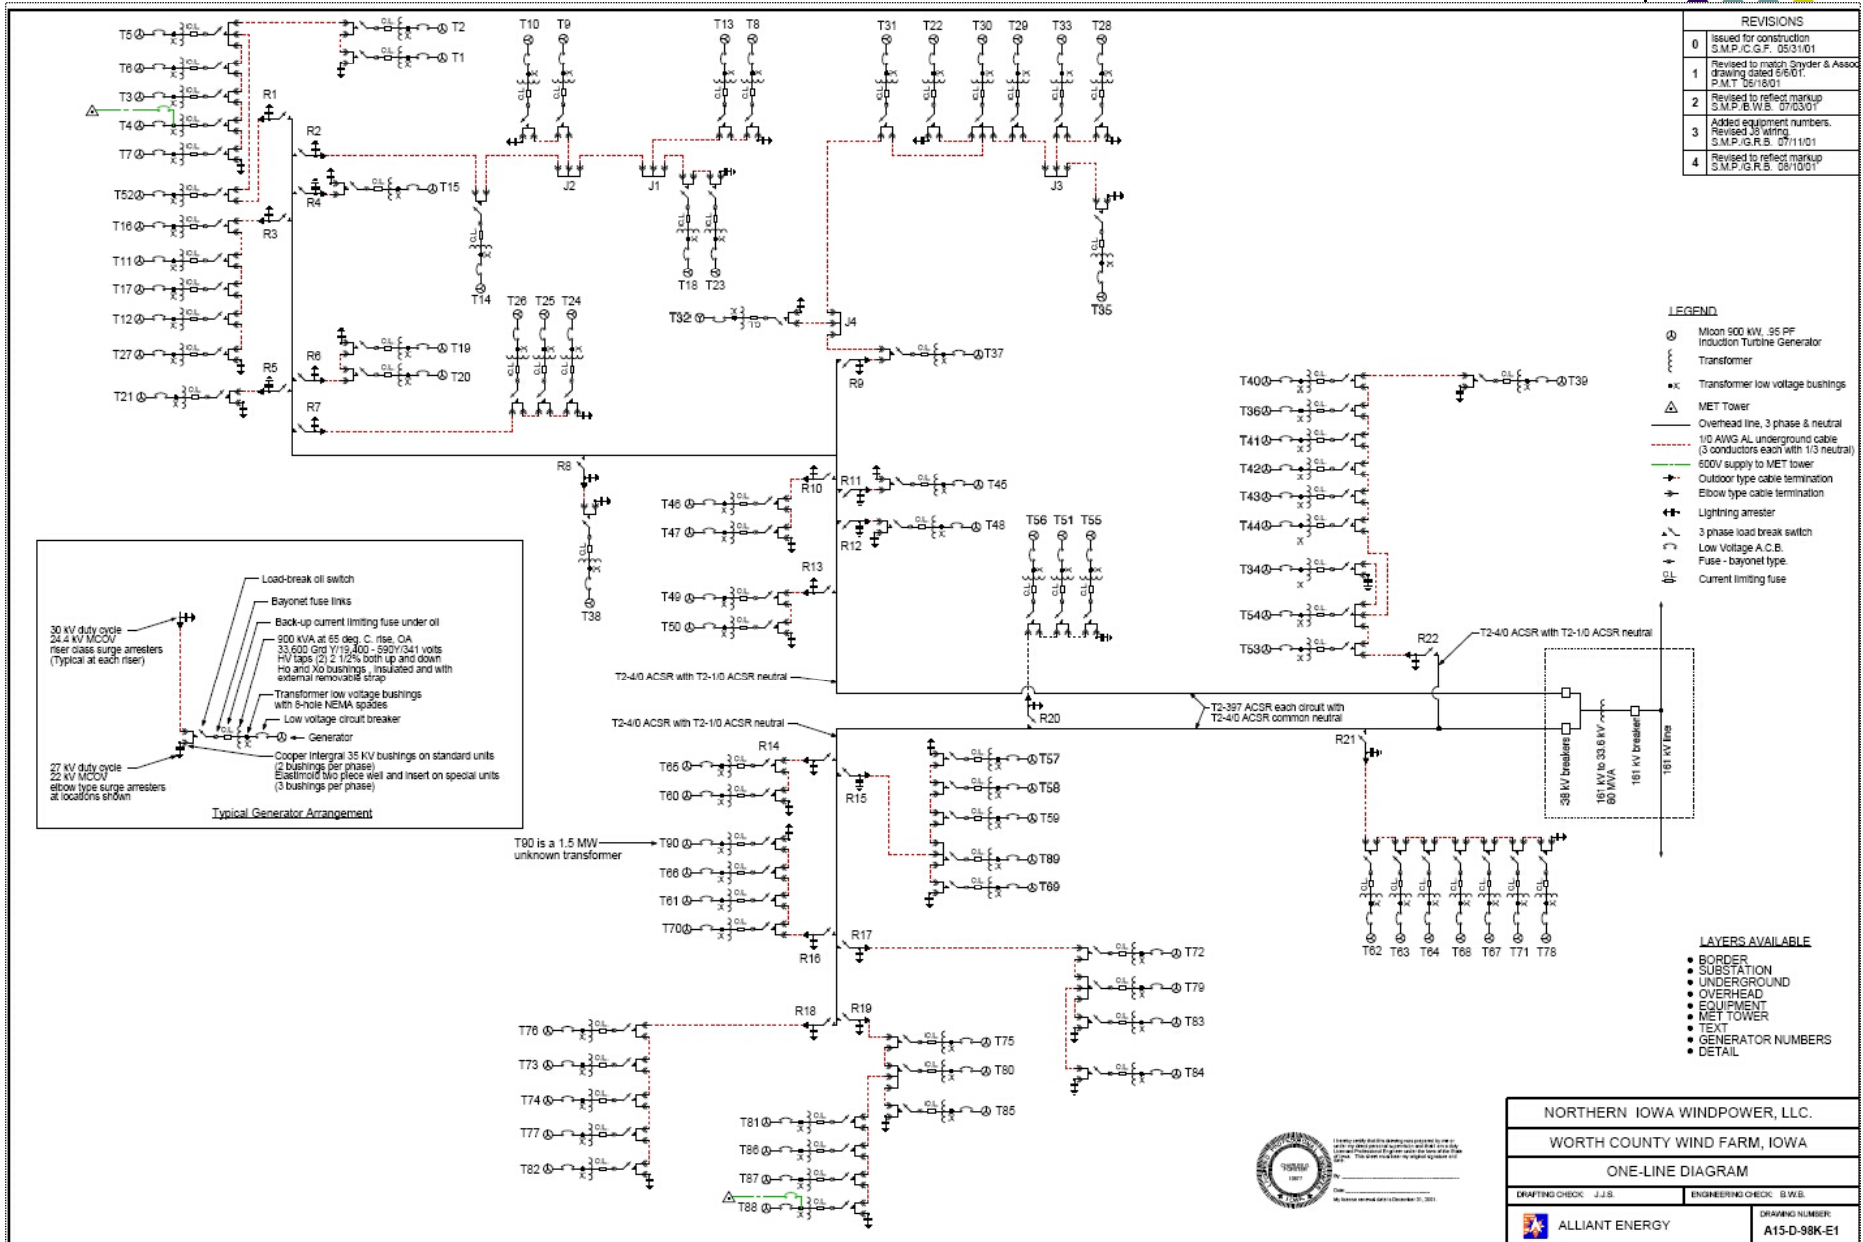 T5
T6
T3
T4
T7
T52
T16
T11
T17
T12
T27
T21
T2
T1
R1
R2
R4
R3
T15
R5
R6
R7
T19
T20
T10 T9
T13 T8
J2
J1
T14
T18 T23
T26 T25 T24
T31 T22 T30 T29 T33 T28
J3
T35
T32
J4
T37
R9
R8
T38
R10
R11
T45
T46
T47
R12
T48
R13
T49
T50
T56 T51 T55
T40
T36
T41
T42
T43
T44
T34
T54
T53
T39
R22
T2-4/0 ACSR with T2-1/0 ACSR neutral
T2-4/0 ACSR with T2-1/0 ACSR neutral
T2-4/0 ACSR with T2-1/0 ACSR neutral
T2-397 ACSR each circuit with
T2-4/0 ACSR common neutral
R20
R21
38 kV breakers
161 kV to 33.6 kV
80 MVA
161 kV breaker
161 kV line
R14
T65
T60
R15
T57
T58
T59
T89
T69
T90 is a 1.5 MW
unknown transformer
T90
T66
T61
T70
R16
R17
T72
T79
T83
T84
R18
R19
T76
T73
T74
T77
T82
T75
T80
T85
T81
T86
T87
T88
T62 T63 T64 T68 T67 T71 T78
Load-break oil switch
Bayonet fuse links
Back-up current limiting fuse under oil
900 kVA at 65 deg. C. rise, OA
33,600 Grd Y/19,400 - 590Y/341 volts
HV taps (2) 2 1/2% both up and down
Ho and Xo bushings , Insulated and with
external removable strap
Transformer low voltage bushings
with 8-hole NEMA spades
Low voltage circuit breaker
Generator
Cooper Intergral 35 KV bushings on standard units
(2 bushings per phase)
Elastimold two piece well and insert on special units
(3 bushings per phase)
30 kV duty cycle
24.4 kV MCOV
riser class surge arresters
(Typical at each riser)
27 kV duty cycle
22 kV MCOV
elbow type surge arresters
at locations shown
Typical Generator Arrangement
REVISIONS
0 Issued for construction
S.M.P./C.G.F. 05/31/01
1 Revised to match Snyder & Assoc
drawing dated 6/6/01.
P.M.T 06/18/01
2 Revised to reflect markup
S.M.P./B.W.B. 07/03/01
3 Added equipment numbers.
Revised J8 wiring.
S.M.P./G.R.B. 07/11/01
4 Revised to reflect markup
S.M.P./G.R.B. 08/10/01
LEGEND
Micon 900 kW, .95 PF
Induction Turbine Generator
Transformer
Transformer low voltage bushings
MET Tower
Overhead line, 3 phase & neutral
1/0 AWG AL underground cable
(3 conductors each with 1/3 neutral)
600V supply to MET tower
Outdoor type cable termination
Elbow type cable termination
Lightning arrester
3 phase load break switch
Low Voltage A.C.B.
Fuse - bayonet type.
Current limiting fuse
LAYERS AVAILABLE
• BORDER
• SUBSTATION
• UNDERGROUND
• OVERHEAD
• EQUIPMENT
• MET TOWER
• TEXT
• GENERATOR NUMBERS
• DETAIL
NORTHERN IOWA WINDPOWER, LLC.
WORTH COUNTY WIND FARM, IOWA
ONE-LINE DIAGRAM
DRAFTING CHECK: J.J.S. ENGINEERING CHECK: B.W.B.
ALLIANT ENERGY
DRAWING NUMBER:
A15-D-98K-E1